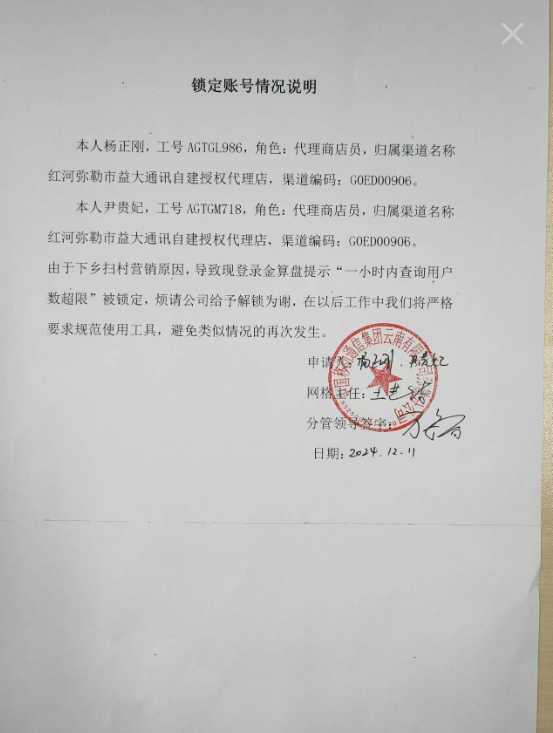 锁定账号情况说明
本人杨正刚，工号 AGTGL986，角色：代理商店员，归属渠道名称
红河弥勒市益大通讯自建授权代理店，渠道编码：G0ED00906。
本人尹贵妃，工号 AGTGM718，角色：代理商店员，归属渠道名称
红河弥勒市益大通讯自建授权代理店，渠道编码：G0ED00906。
由于下乡扫村营销原因，导致现登录金算盘提示“一小时内查询用户
数超限”被锁定，烦请公司给予解锁为谢，在以后工作中我们将严格
要求规范使用工具，避免类似情况的再次发生。
中国移动通信集团云南有限公司
申请人：杨正刚、尹贵妃
网格主任：王
分管领导签字：
日期：2024.12.11